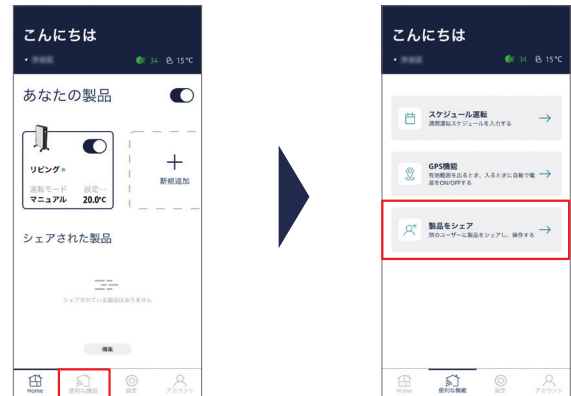 こんにちは
34 15℃
あなたの製品
リビング
運転モード 設定…
マニュアル 20.0℃
新規追加
シェアされた製品
シェアされている製品はありません
編集
Home 便利な機能 設定 アカウント
こんにちは
34 15℃
スケジュール運転
週間運転スケジュールを入力する
GPS機能
有効範囲を出るとき、入るときに自動で電
源をON/OFFする
製品をシェア
別のユーザーに製品をシェアし、操作する
Home 便利な機能 設定 アカウント